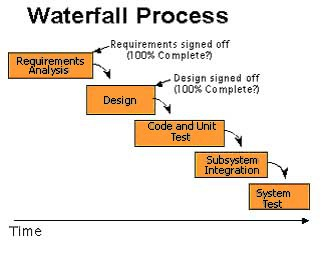 Waterfall Process
Requirements signed off
(100% Complete?)
Requirements
Analysis
Design signed off
(100% Complete?)
Design
Code and Unit
Test
Subsystem
Integration
System
Test
Time